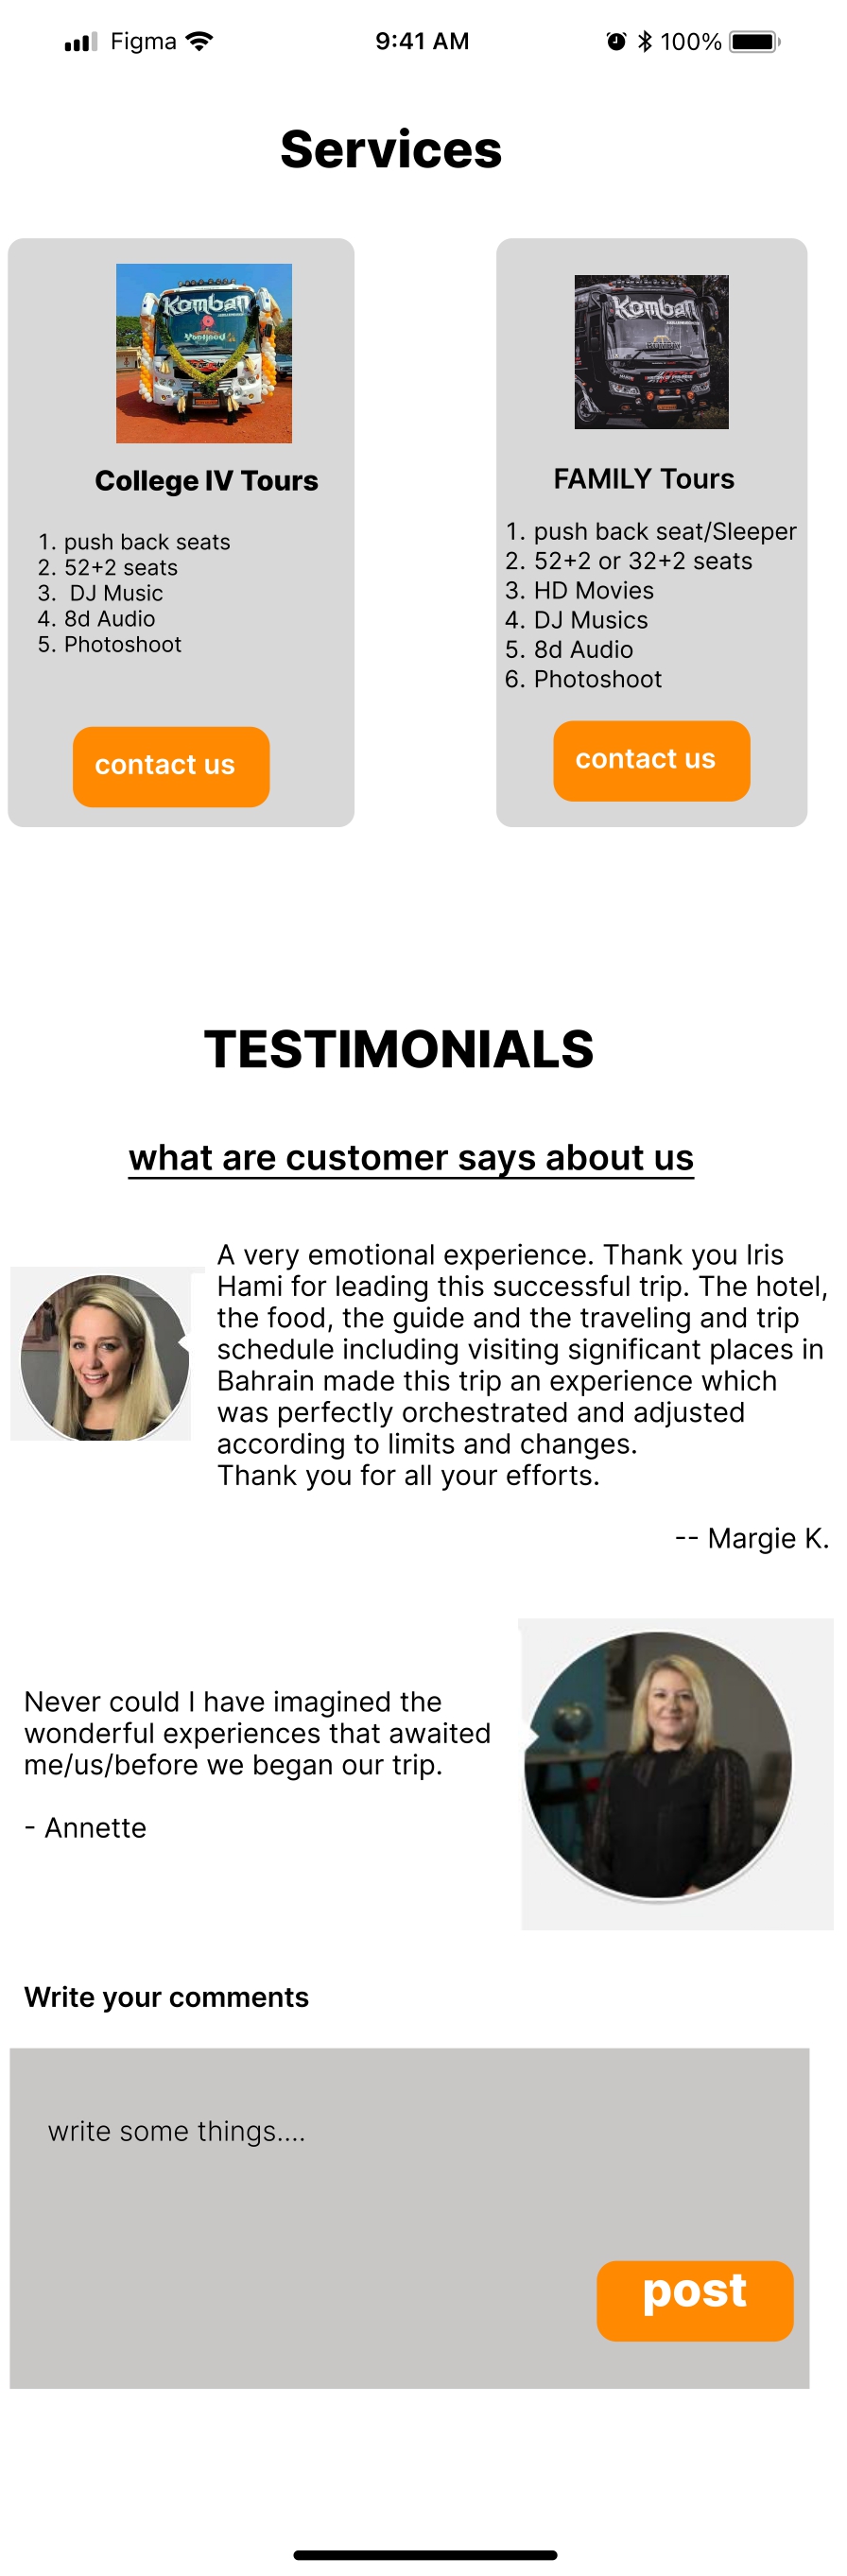 Figma
9:41 AM
100%
Services
Komban
Komban
College IV Tours
1. push back seats
2. 52+2 seats
3. DJ Music
4. 8d Audio
5. Photoshoot
contact us
FAMILY Tours
1. push back seat/Sleeper
2. 52+2 or 32+2 seats
3. HD Movies
4. DJ Musics
5. 8d Audio
6. Photoshoot
contact us
TESTIMONIALS
what are customer says about us
A very emotional experience. Thank you Iris
Hami for leading this successful trip. The hotel,
the food, the guide and the traveling and trip
schedule including visiting significant places in
Bahrain made this trip an experience which
was perfectly orchestrated and adjusted
according to limits and changes.
Thank you for all your efforts.
-- Margie K.
Never could I have imagined the
wonderful experiences that awaited
me/us/before we began our trip.
- Annette
Write your comments
write some things....
post